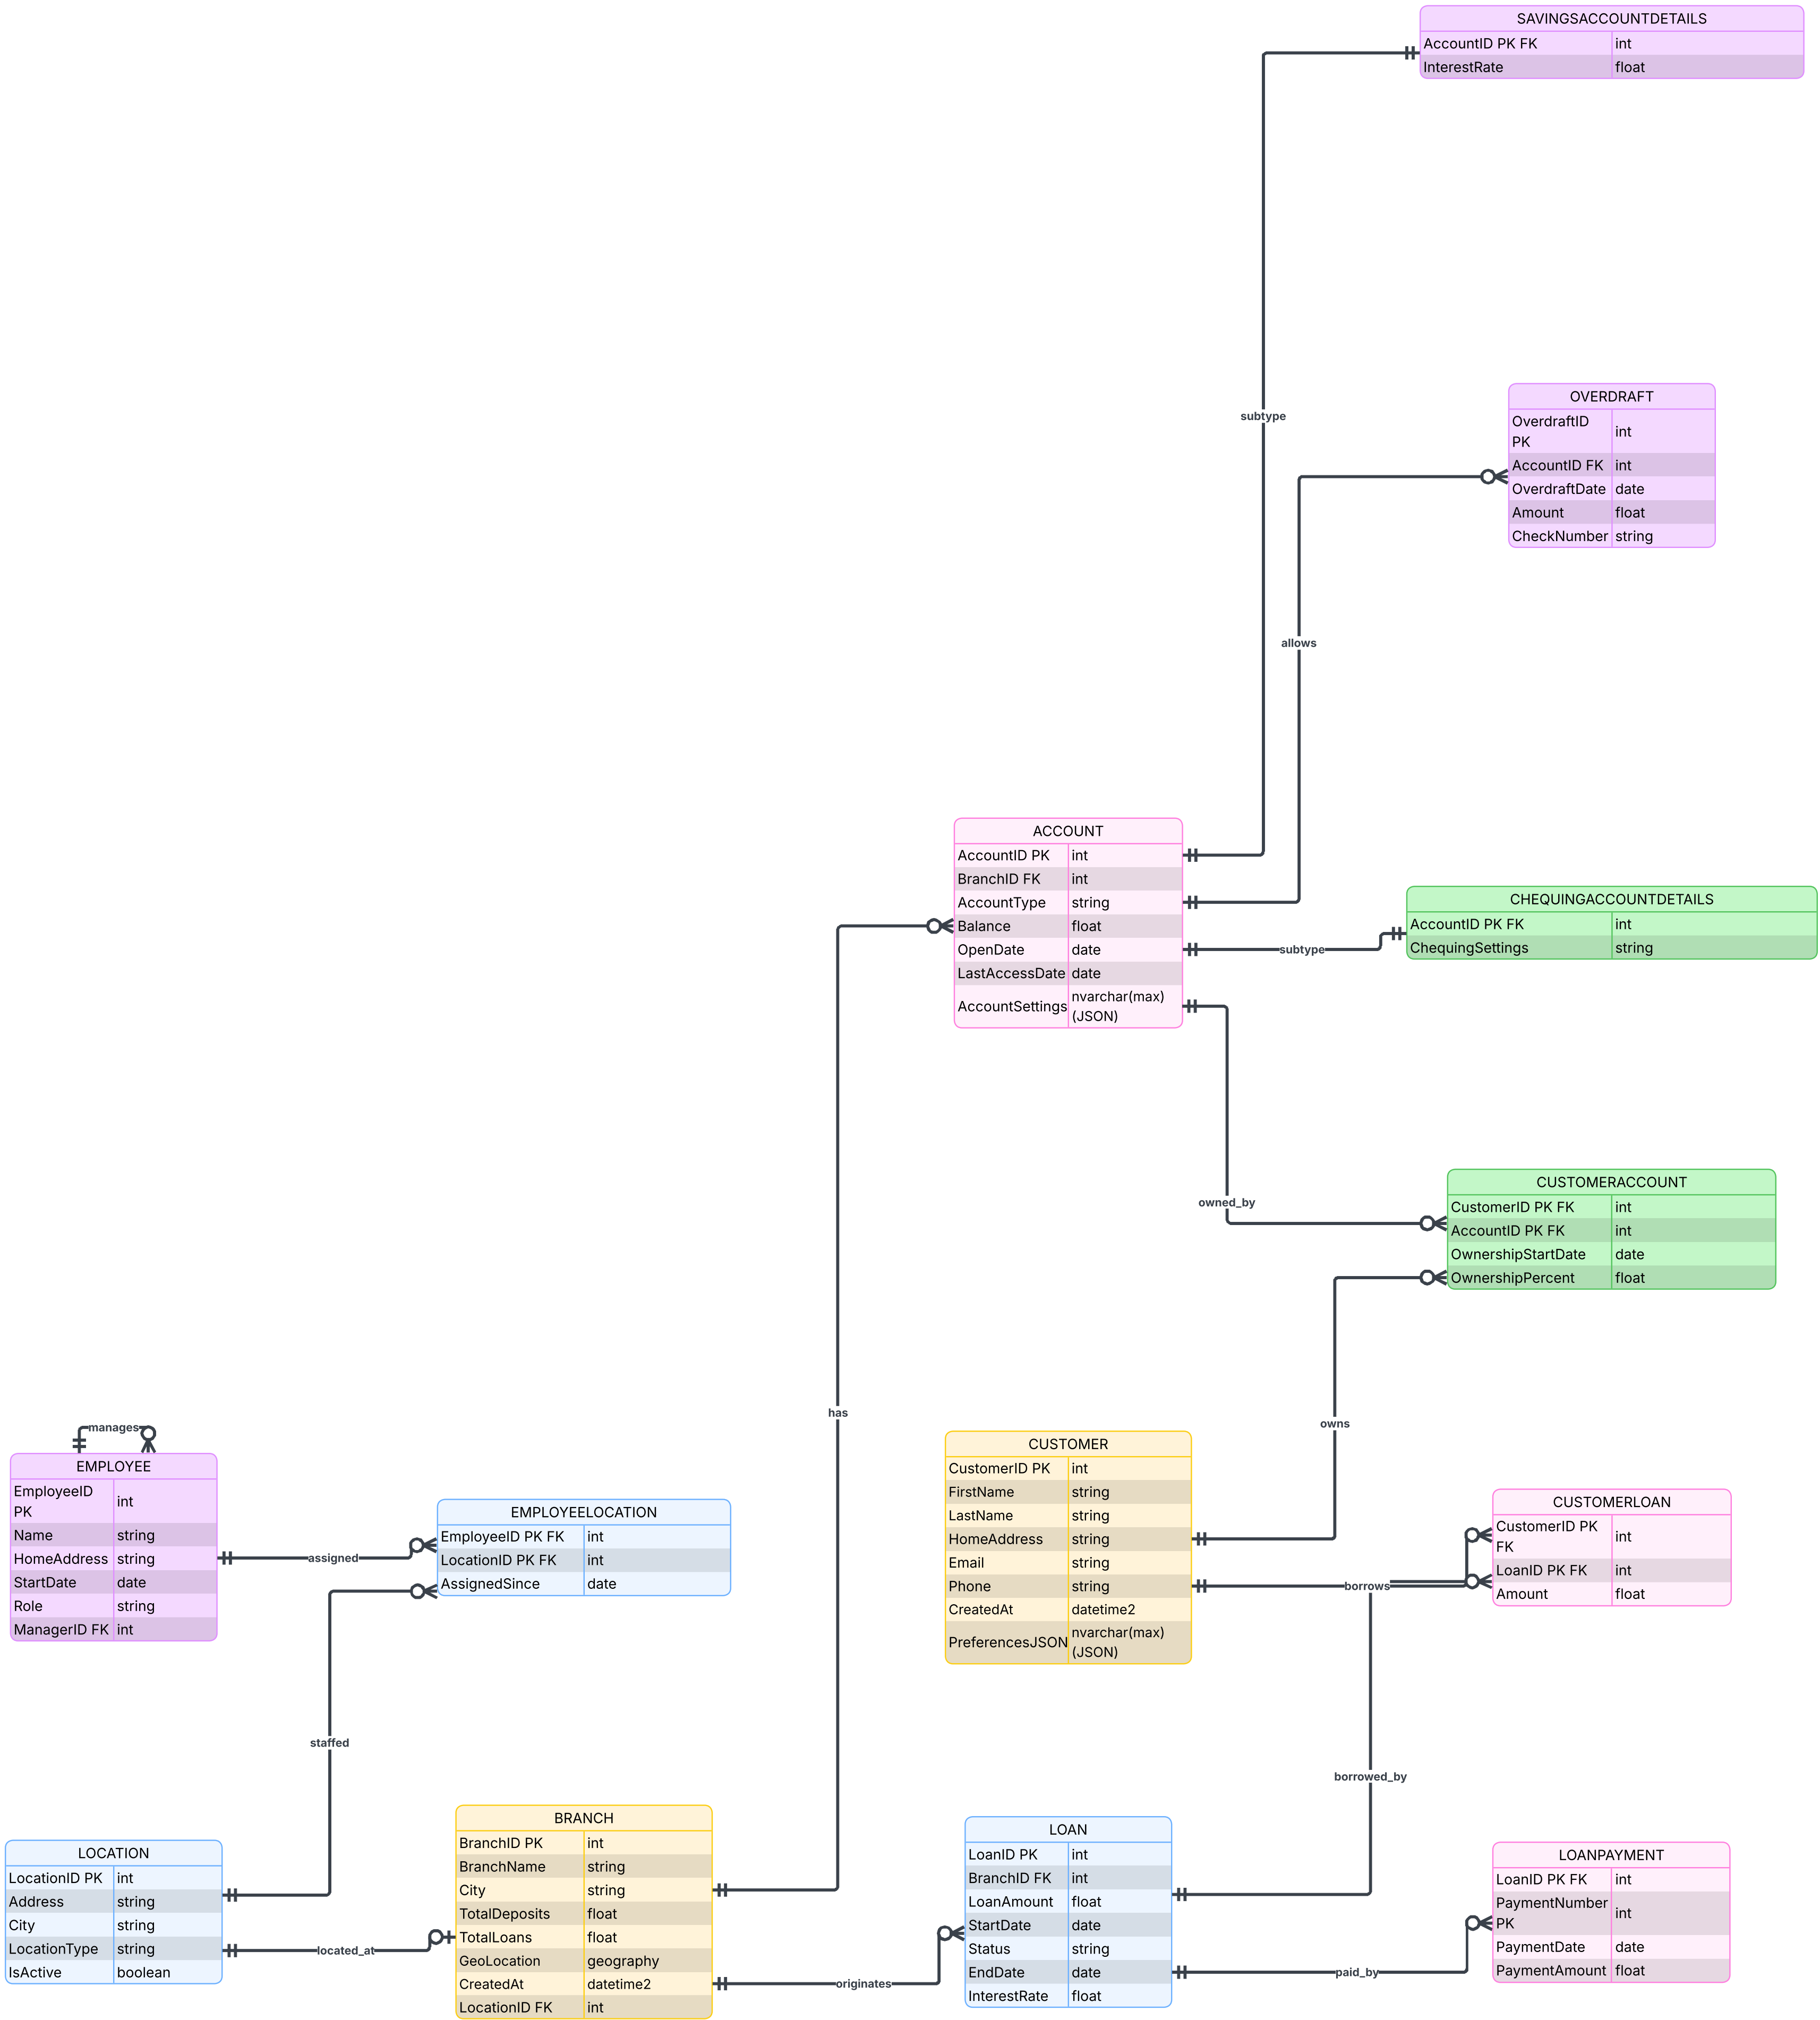 SAVINGSACCOUNTDETAILS
AccountID PK FK int
InterestRate float
subtype
OVERDRAFT
OverdraftID
PK
int
AccountID FK int
OverdraftDate date
Amount float
CheckNumber string
allows
ACCOUNT
AccountID PK int
BranchID FK int
AccountType string
Balance float
OpenDate date
LastAccessDate date
AccountSettings nvarchar(max)
(JSON)
subtype
CHEQUINGACCOUNTDETAILS
AccountID PK FK int
ChequingSettings string
owned_by
CUSTOMERACCOUNT
CustomerID PK FK int
AccountID PK FK int
OwnershipStartDate date
OwnershipPercent float
has
owns
manages
EMPLOYEE
EmployeeID
PK
int
Name string
HomeAddress string
StartDate date
Role string
ManagerID FK int
assigned
EMPLOYEELOCATION
EmployeeID PK FK int
LocationID PK FK int
AssignedSince date
CUSTOMER
CustomerID PK int
FirstName string
LastName string
HomeAddress string
Email string
Phone string
CreatedAt datetime2
PreferencesJSON nvarchar(max)
(JSON)
borrows
CUSTOMERLOAN
CustomerID PK
FK
int
LoanID PK FK int
Amount float
staffed
borrowed_by
LOCATION
LocationID PK int
Address string
City string
LocationType string
IsActive boolean
located_at
BRANCH
BranchID PK int
BranchName string
City string
TotalDeposits float
TotalLoans float
GeoLocation geography
CreatedAt datetime2
LocationID FK int
originates
LOAN
LoanID PK int
BranchID FK int
LoanAmount float
StartDate date
Status string
EndDate date
InterestRate float
paid_by
LOANPAYMENT
LoanID PK FK int
PaymentNumber
PK
int
PaymentDate date
PaymentAmount float